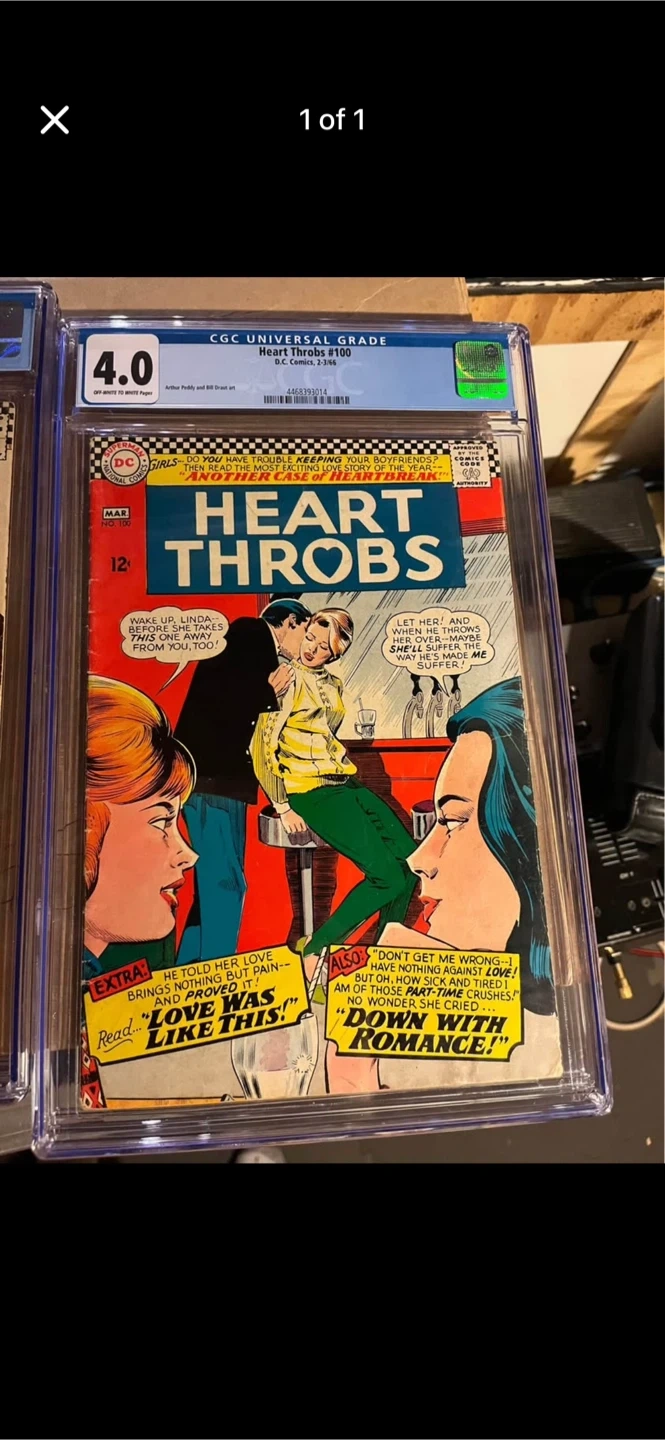 1 of 1
CGC UNIVERSAL GRADE
4.0
OFF-WHITE TO WHITE Pages
Heart Throbs #100
D.C. Comics, 2-3/66
Arthur Peddy and Bill Draut art
4468393014
SUPERMAN
DC
NATIONAL COMICS
GIRLS-- DO YOU HAVE TROUBLE KEEPING YOUR BOYFRIENDS?
THEN READ THE MOST EXCITING LOVE STORY OF THE YEAR--
"ANOTHER CASE of HEARTBREAK!"
APPROVED
BY THE
COMICS
CODE
CA
AUTHORITY
MAR.
NO. 100
12¢
HEART
THROBS
WAKE UP, LINDA--
BEFORE SHE TAKES
THIS ONE AWAY
FROM YOU, TOO!
LET HER! AND
WHEN HE THROWS
HER OVER--MAYBE
SHE'LL SUFFER THE
WAY HE'S MADE ME
SUFFER!
EXTRA:
HE TOLD HER LOVE
BRINGS NOTHING BUT PAIN--
AND PROVED IT!
Read... "LOVE WAS
LIKE THIS!"
ALSO:
"DON'T GET ME WRONG--I
HAVE NOTHING AGAINST LOVE!
BUT OH, HOW SICK AND TIRED I
AM OF THOSE PART-TIME CRUSHES!"
NO WONDER SHE CRIED...
"DOWN WITH
ROMANCE!"